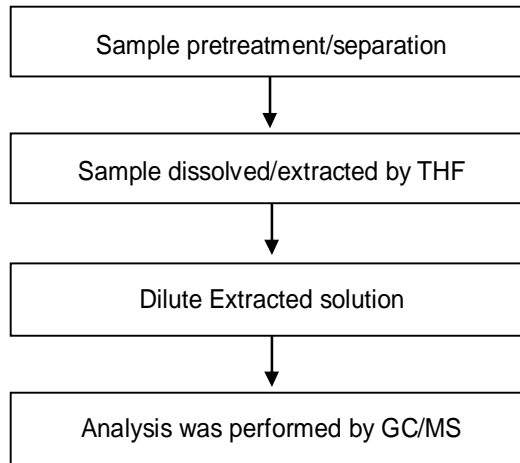 Sample pretreatment/separation
Sample dissolved/extracted by THF
Dilute Extracted solution
Analysis was performed by GC/MS